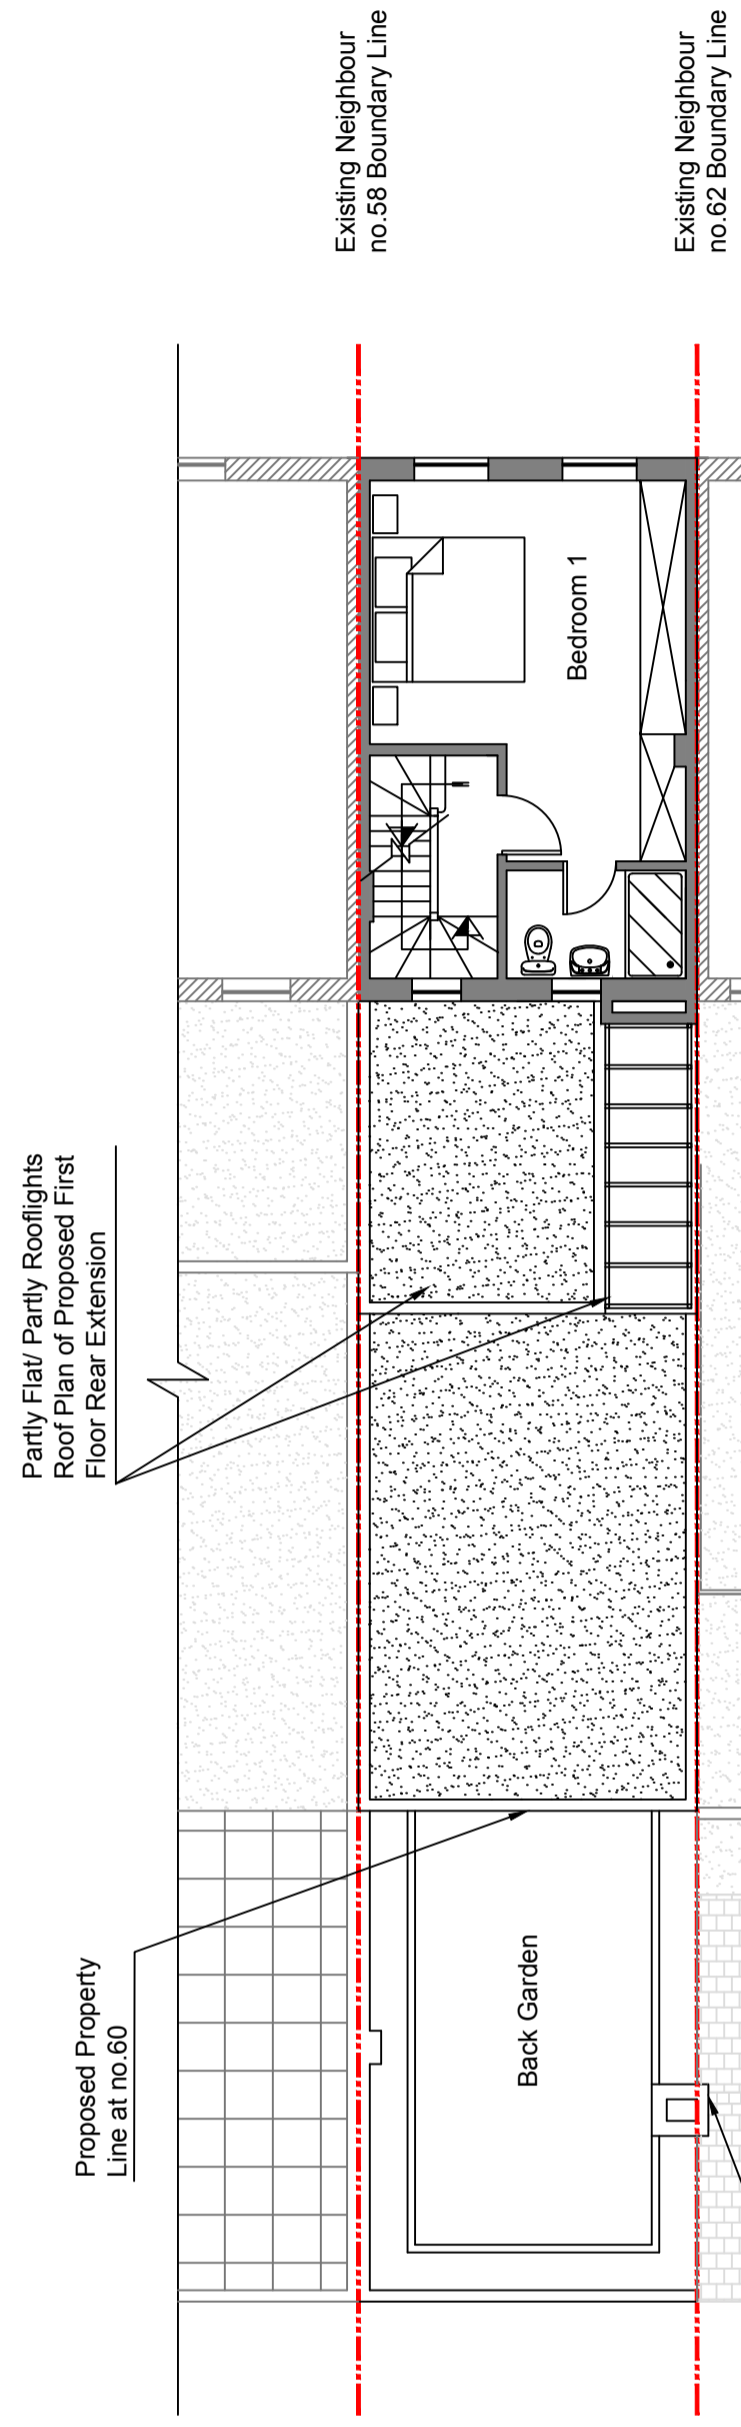 Existing Neighbour
no.58 Boundary Line
Existing Neighbour
no.62 Boundary Line
Bedroom 1
Partly Flat/ Partly Rooflights
Roof Plan of Proposed First
Floor Rear Extension
Proposed Property
Line at no.60
Back Garden